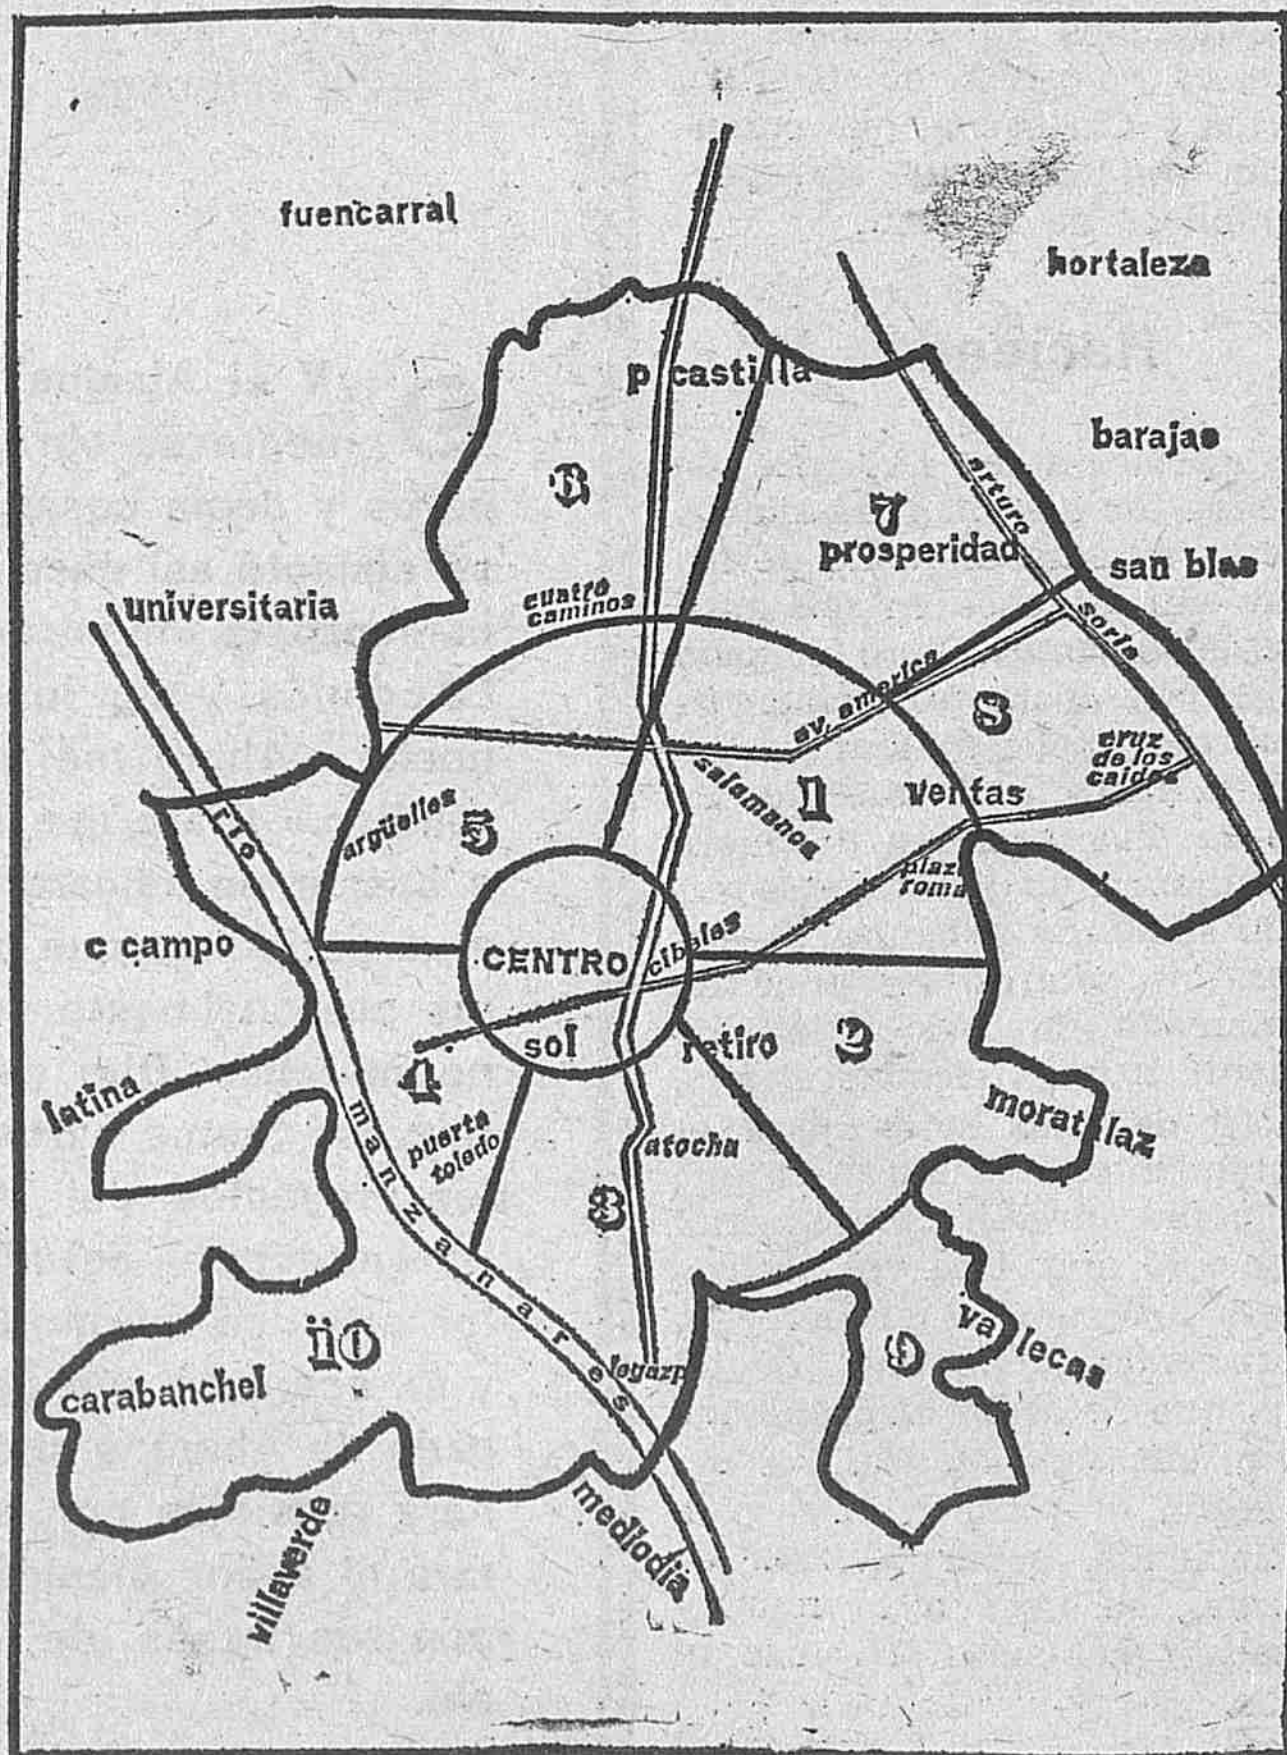 fuencarral
hortaleza
p castilla
barajas
6
7
arturo
prosperidad
san blas
cuatro
caminos
universitaria
soria
av. america
8
cruz
de los
caidos
salamanca
1
ventas
rio
argüelles
5
plaza
roma
c campo
CENTRO
cibeles
sol
retiro
2
4
latina
moratalaz
manzanares
puerta
toledo
atocha
3
10
vallecas
9
legazp
carabanchel
mediodia
villaverde